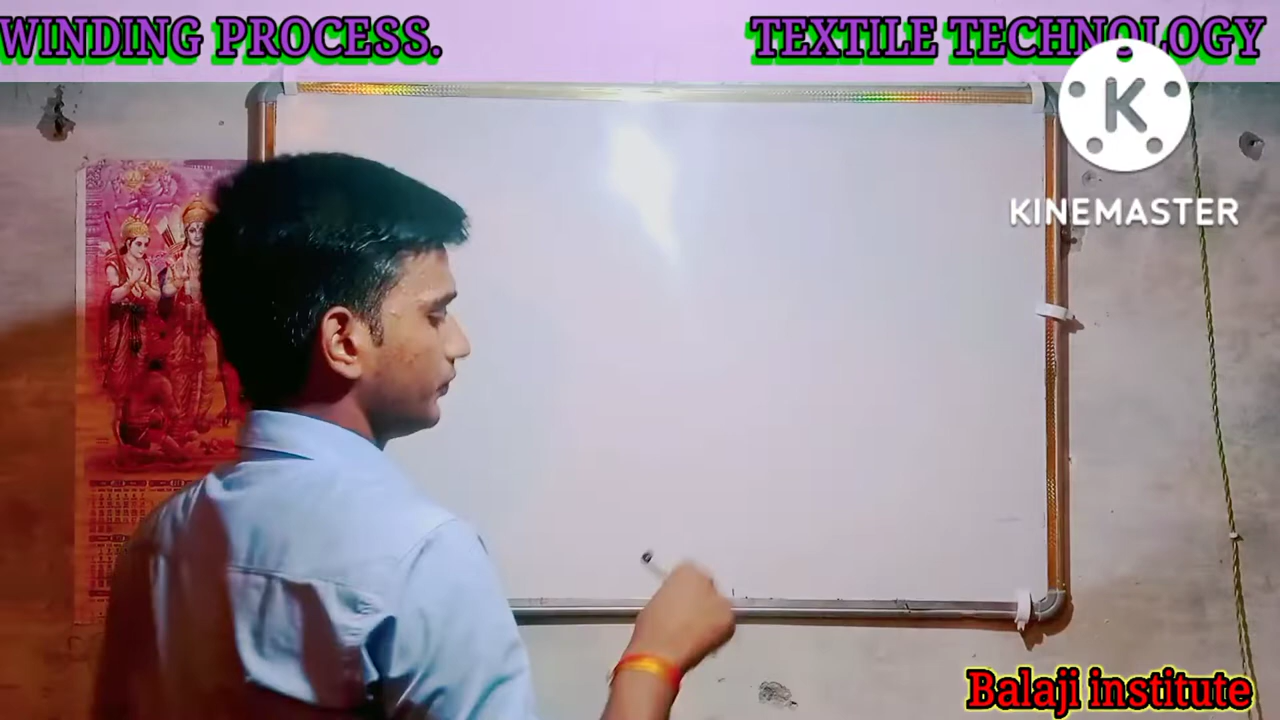 WINDING PROCESS.
TEXTILE TECHNOLOGY
K
KINEMASTER
Balaji institute